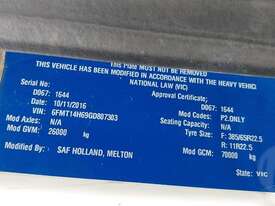 This Plate MUST NOT BE REMOVED
THIS VEHICLE HAS BEEN MODIFIED IN ACCORDANCE WITH THE HEAVY VEHIC
NATIONAL LAW (VIC)
Serial No: Approval Certificate:
D067: 1644 D067: 1644
Date: 10/11/2016 Mod Codes: P2.ONLY
VIN: 6FMT14H69GD807303 Seating Capacity: N/A
Mod Axles: N/A Tyre Size: F: 385/65R22.5
Mod GVM: 26000 kg R: 11R22.5
Mod GCM: 70000 kg
Modified By: SAF HOLLAND, MELTON
State: VIC